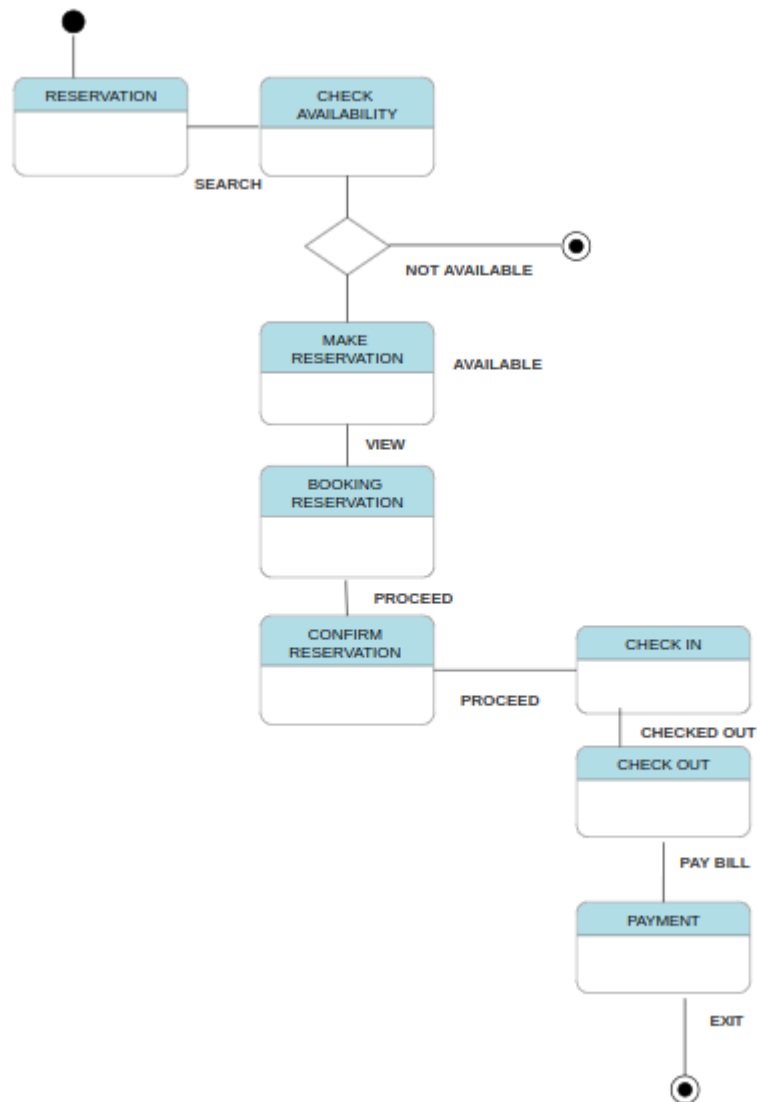 RESERVATION
CHECK
AVAILABILITY
SEARCH
NOT AVAILABLE
MAKE
RESERVATION
AVAILABLE
VIEW
BOOKING
RESERVATION
PROCEED
CONFIRM
RESERVATION
CHECK IN
PROCEED
CHECKED OUT
CHECK OUT
PAY BILL
PAYMENT
EXIT